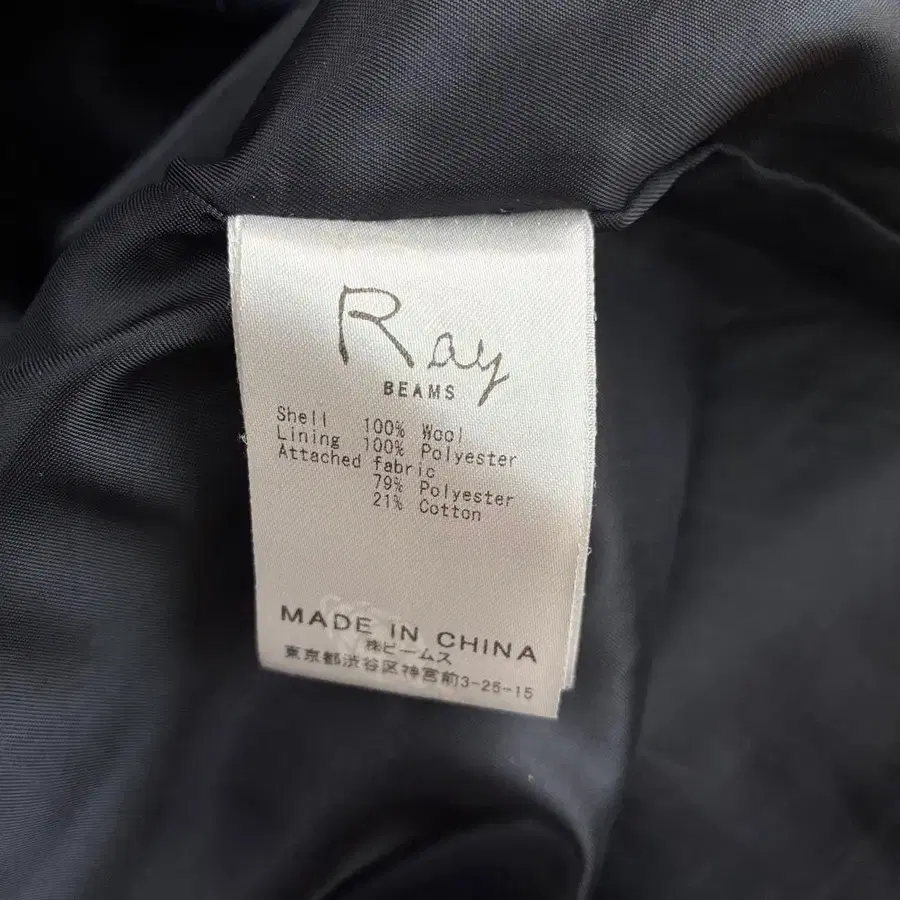 Ray
BEAMS
Shell 100% Wool
Lining 100% Polyester
Attached fabric
79% Polyester
21% Cotton
MADE IN CHINA
㈱ビームス
東京都渋谷区神宮前3-25-15